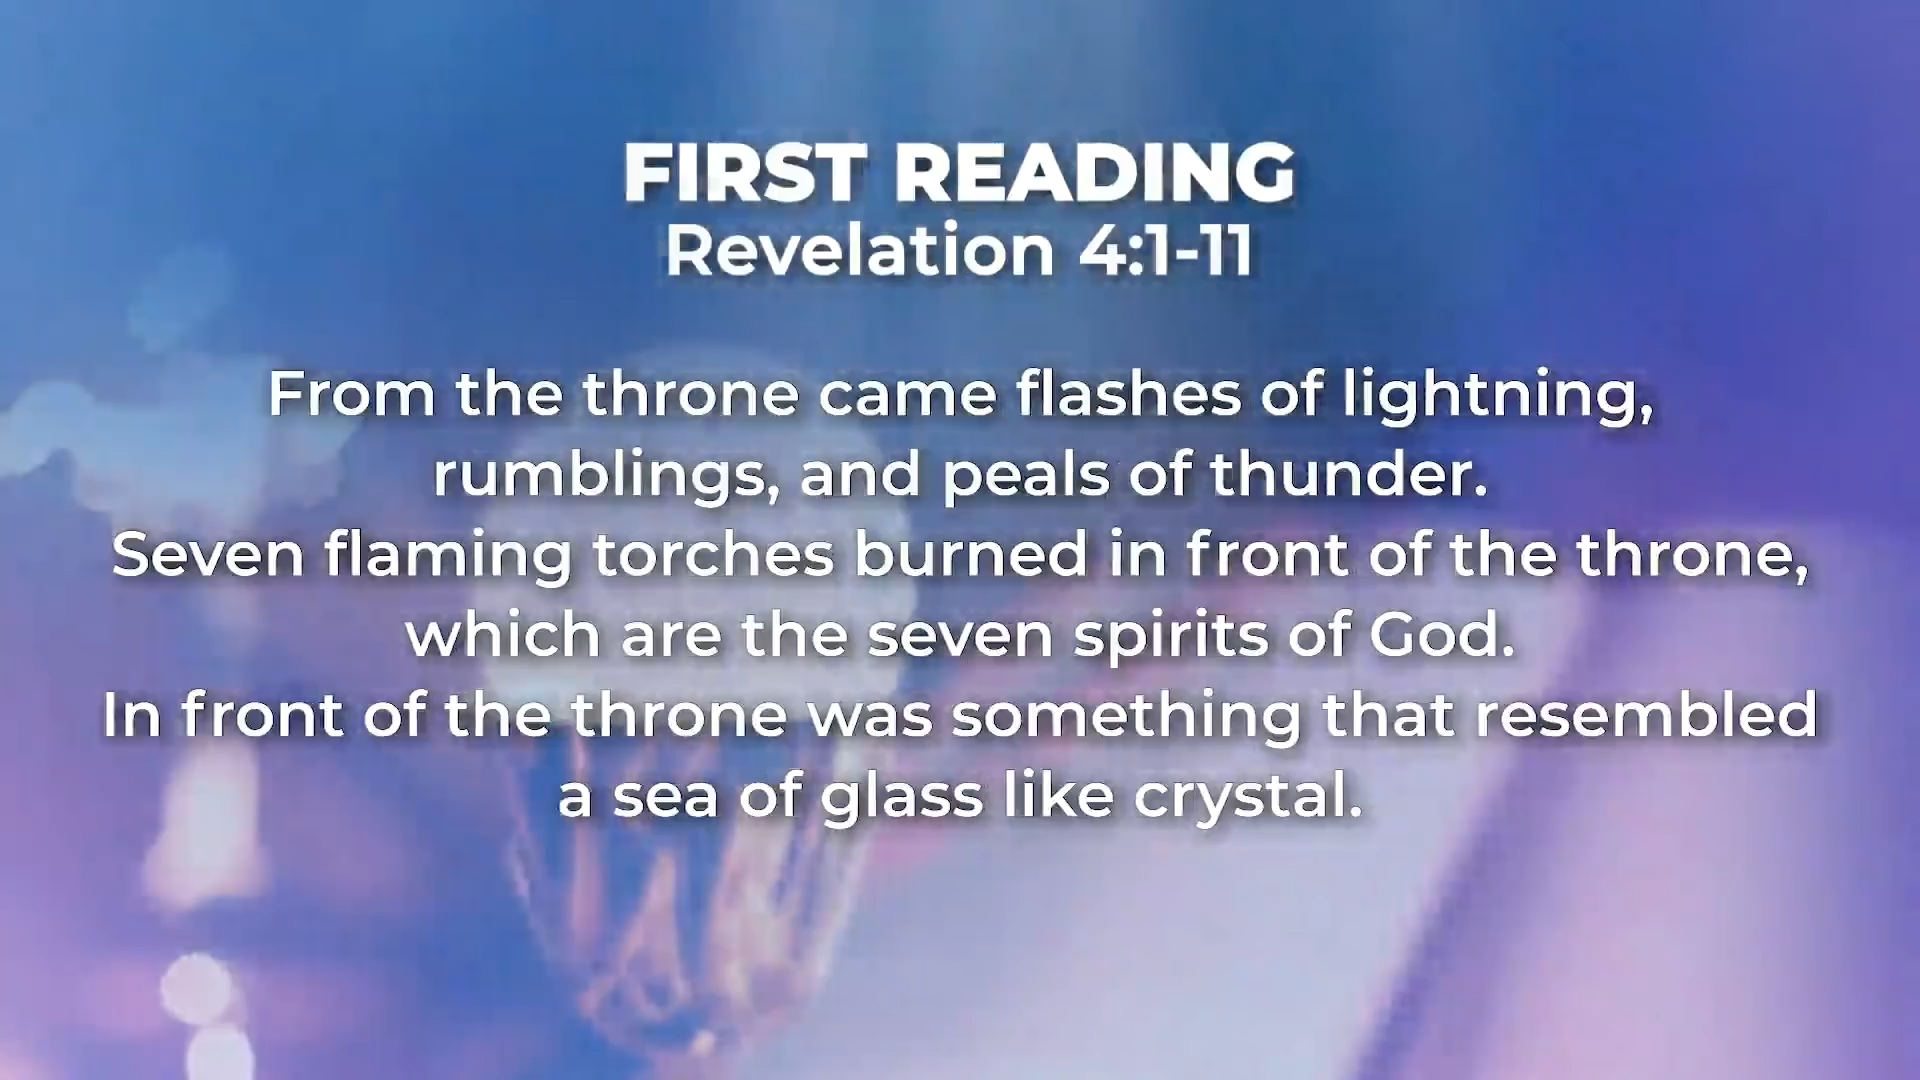 FIRST READING
Revelation 4:1-11
From the throne came flashes of lightning,
rumblings, and peals of thunder.
Seven flaming torches burned in front of the throne,
which are the seven spirits of God.
In front of the throne was something that resembled
a sea of glass like crystal.